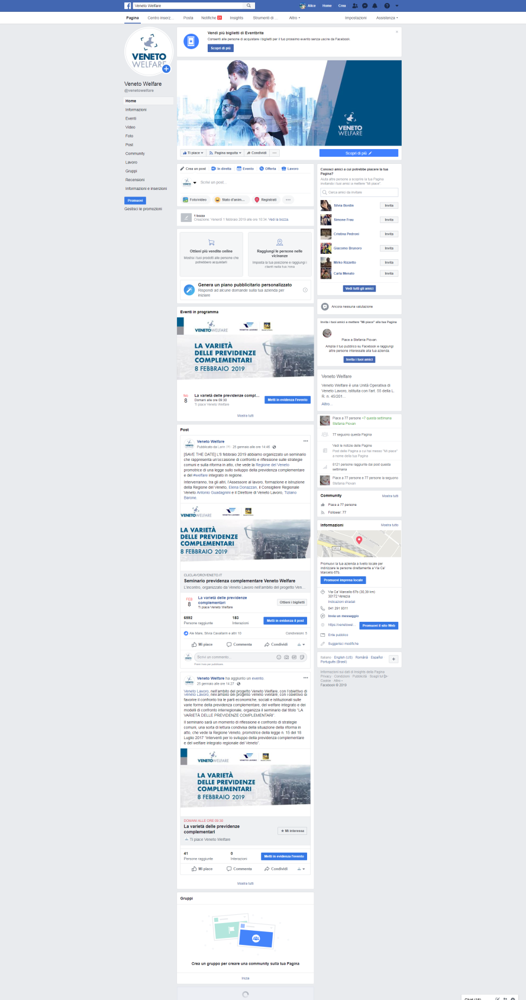 Veneto Welfare
Alice Home Crea
Pagina Centro inserz... Posta Notifiche 21 Insights Strumenti di ... Altro Impostazioni Assistenza
VENETO
WELFARE
Veneto Welfare
@venetowelfare
Home
Informazioni
Eventi
Video
Foto
Post
Community
Lavoro
Gruppi
Recensioni
Informazioni e inserzioni
Promuovi
Gestisci le promozioni
Vendi più biglietti di Eventbrite
Consenti alle persone di acquistare i biglietti per il tuo prossimo evento senza uscire da Facebook.
Scopri di più
VENETO
WELFARE
Ti piace Pagina seguita Condividi ...
Scopri di più
Crea un post In diretta Evento Offerta Lavoro
Scrivi un post...
Foto/video Stato d'anim... Registrati ...
1 bozza
Creazione: Venerdì 1 febbraio 2019 alle ore 10:34. Vedi la bozza.
Ottieni più vendite online
Mostra i tuoi prodotti alle persone che
potrebbero acquistarli
Raggiungi le persone nelle
vicinanze
Imposta la tua posizione e raggiungi i
clienti nella tua zona
Genera un piano pubblicitario personalizzato
Rispondi ad alcune domande sulla tua azienda per
iniziare
Eventi in programma
VENETOWELFARE
VENETO LAVORO
LA VARIETÀ
DELLE PREVIDENZE
COMPLEMENTARI
8 FEBBRAIO 2019
feb
8
La varietà delle previdenze compl...
Domani alle ore 09:30
Ti piace Veneto Welfare
Metti in evidenza l'evento
Mostra tutti
Post
Veneto Welfare
25 gennaio alle ore 14:46
[SAVE THE DATE] L'8 febbraio 2019 abbiamo organizzato un seminario
che rappresenta un'occasione di confronto e riflessione sulle strategie
comuni e sulla riforma in atto, che vede la Regione del Veneto
promotrice di una legge sullo sviluppo della previdenza complementare
e del #welfare integrato in regione.
Interverranno, tra gli altri, l'Assessore al lavoro, formazione e istruzione
della Regione del Veneto, Elena Donazzan, il Consigliere Regionale
Veneto Antonio Guadagnini e il Direttore di Veneto Lavoro, Tiziano
Barone.
VENETOWELFARE
VENETO LAVORO
LA VARIETÀ
DELLE PREVIDENZE
COMPLEMENTARI
8 FEBBRAIO 2019
CLICLAVOROVENETO.IT
Seminario previdenza complementare Veneto Welfare
L'incontro, organizzato da Veneto Lavoro nell'ambito del progetto Ven...
FEB
8
La varietà delle previdenze
complementari
Ti piace Veneto Welfare
Ottieni i biglietti
6592
Persone raggiunte
183
Interazioni
Metti in evidenza il post
Ale Mare, Silvia Cavallarin e altri 10
Condivisioni: 5
Mi piace Commenta Condividi
Scrivi un commento...
Premi Invio per pubblicare.
Veneto Welfare ha aggiunto un evento.
25 gennaio alle ore 14:27
Veneto Lavoro, nell'ambito del progetto Veneto Welfare, con l'obiettivo di
favorire il confronto tra le parti economiche, sociali e istituzionali sulle
varie forme della previdenza complementare, del welfare integrato e dei
modelli di confronto interregionale, organizza il seminario dal titolo "LA
VARIETÀ DELLE PREVIDENZE COMPLEMENTARI".
Il seminario sarà un momento di riflessione e confronto di strategie
comuni, una sorta di lettura condivisa della situazione della riforma in
atto, che vede la Regione Veneto, promotrice della legge n. 15 del 18
Luglio 2017 "Interventi per lo sviluppo della previdenza complementare
e del welfare integrato regionale del Veneto".
VENETOWELFARE
VENETO LAVORO
LA VARIETÀ
DELLE PREVIDENZE
COMPLEMENTARI
8 FEBBRAIO 2019
DOMANI ALLE ORE 09:30
La varietà delle previdenze
complementari
Ti piace Veneto Welfare
Mi interessa
41
Persone raggiunte
0
Interazioni
Metti in evidenza l'evento
Mi piace Commenta Condividi
Mostra tutti
Gruppi
Crea un gruppo per creare una community sulla tua Pagina
Inizia
Conosci amici a cui potrebbe piacere la tua
Pagina?
Aiuta altre persone a scoprire la tua Pagina
invitando i tuoi amici a mettere "Mi piace".
Cerca amici da invitare
Silvia Bordin Invita
Simone Frau Invita
Cristina Pedroni Invita
Giacomo Brunoro Invita
Mirko Rizzetto Invita
Carla Menato Invita
Vedi tutti gli amici
Ancora nessuna valutazione
Invita i tuoi amici a mettere "Mi piace" alla tua Pagina
Piace a Stefania Piovan.
Amplia il tuo pubblico su Facebook e raggiungi
altre persone interessate alla tua azienda.
Invita i tuoi amici
Veneto Welfare
Veneto Welfare è una Unità Operativa di
Veneto Lavoro, istituita con l'art. 55 della L.
R. n. 45/201...
Altro...
Piace a 77 persone +7 questa settimana
Stefania Piovan
77 seguono questa Pagina
Vedi le notizie delle Pagine
Post delle Pagine a cui hai messo "Mi piace"
a nome della tua Pagina
8121 persone raggiunte dai post questa
settimana
Piace a 77 persone e 77 persone la seguono
Stefania Piovan
Community Mostra tutti
Piace a 77 persone
Follower: 77
Informazioni Mostra tutto
SR11
Promuovi la tua azienda a livello locale per
indirizzare le persone direttamente a Via Ca'
Marcello 67b.
Promuovi impresa locale
Via Ca' Marcello 67b (30,39 km)
30172 Venezia
Indicazioni stradali
041 291 9311
Invia un messaggio
https://venetowel... Promuovi il sito Web
Ente pubblico
Suggerisci modifiche
Italiano · English (US) · Română · Español ·
Português (Brasil)
Informazioni sui dati di Insights della Pagina
Privacy · Condizioni · Pubblicità · Scegli tu! ·
Cookie · Altro
Facebook © 2019
Chat (16)